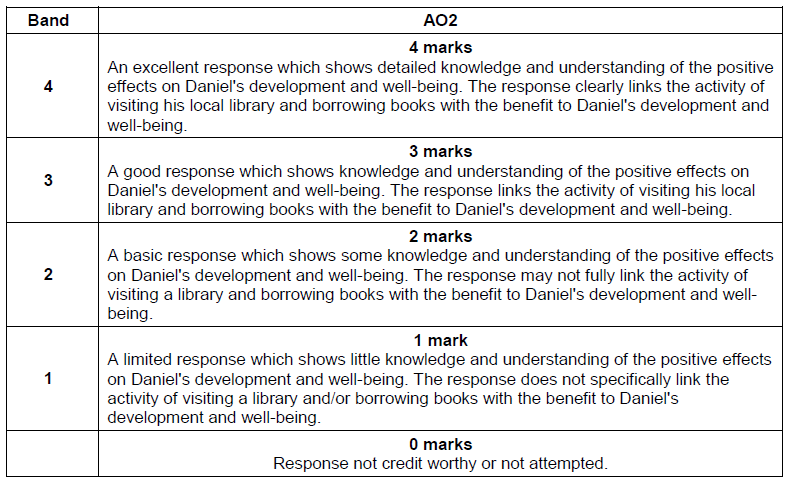 Band AO2
4 marks
4
An excellent response which shows detailed knowledge and understanding of the positive
effects on Daniel's development and well-being. The response clearly links the activity of
visiting his local library and borrowing books with the benefit to Daniel's development and
well-being.
3 marks
3
A good response which shows knowledge and understanding of the positive effects on
Daniel's development and well-being. The response links the activity of visiting his local
library and borrowing books with the benefit to Daniel's development and well-being.
2 marks
2
A basic response which shows some knowledge and understanding of the positive effects
on Daniel's development and well-being. The response may not fully link the activity of
visiting a library and borrowing books with the benefit to Daniel's development and well-
being.
1 mark
1
A limited response which shows little knowledge and understanding of the positive effects
on Daniel's development and well-being. The response does not specifically link the
activity of visiting a library and/or borrowing books with the benefit to Daniel's
development and well-being.
0 marks
Response not credit worthy or not attempted.